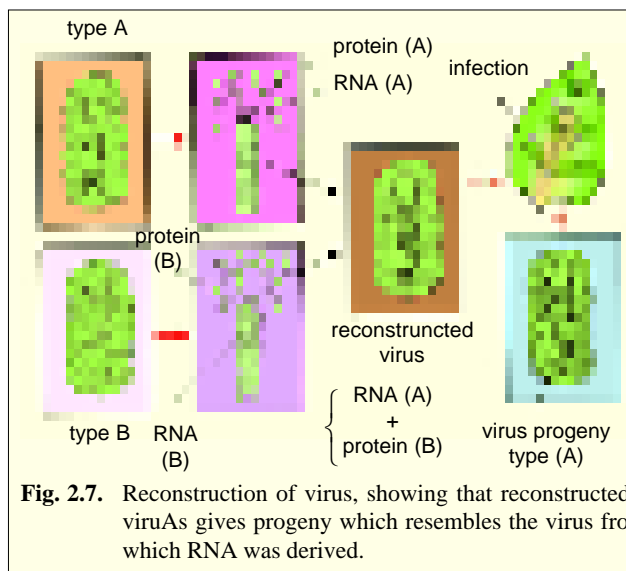 type A
protein (A)
RNA (A)
infection
protein
(B)
reconstruncted
virus
type B
RNA
(B)
RNA (A)
+
protein (B)
virus progeny
type (A)
Fig. 2.7. Reconstruction of virus, showing that reconstructed
viruAs gives progeny which resembles the virus fro
which RNA was derived.